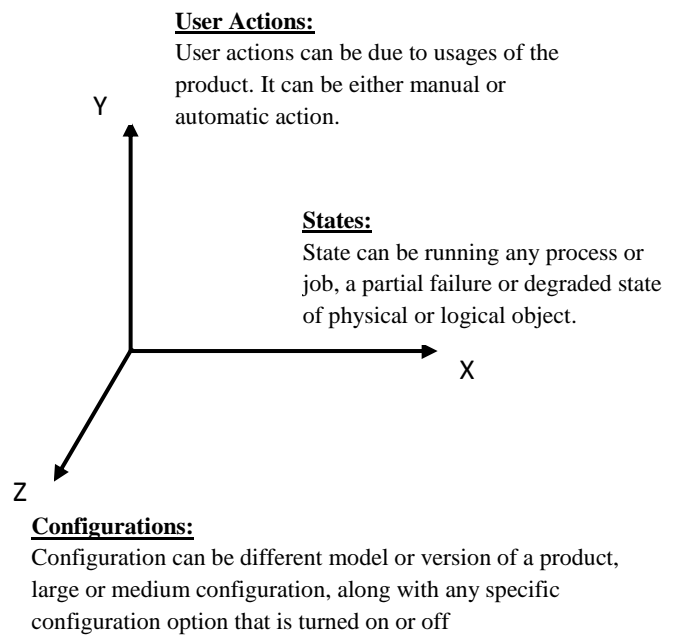 User Actions:
User actions can be due to usages of the
product. It can be either manual or
automatic action.
Y
States:
State can be running any process or
job, a partial failure or degraded state
of physical or logical object.
X
Z
Configurations:
Configuration can be different model or version of a product,
large or medium configuration, along with any specific
configuration option that is turned on or off